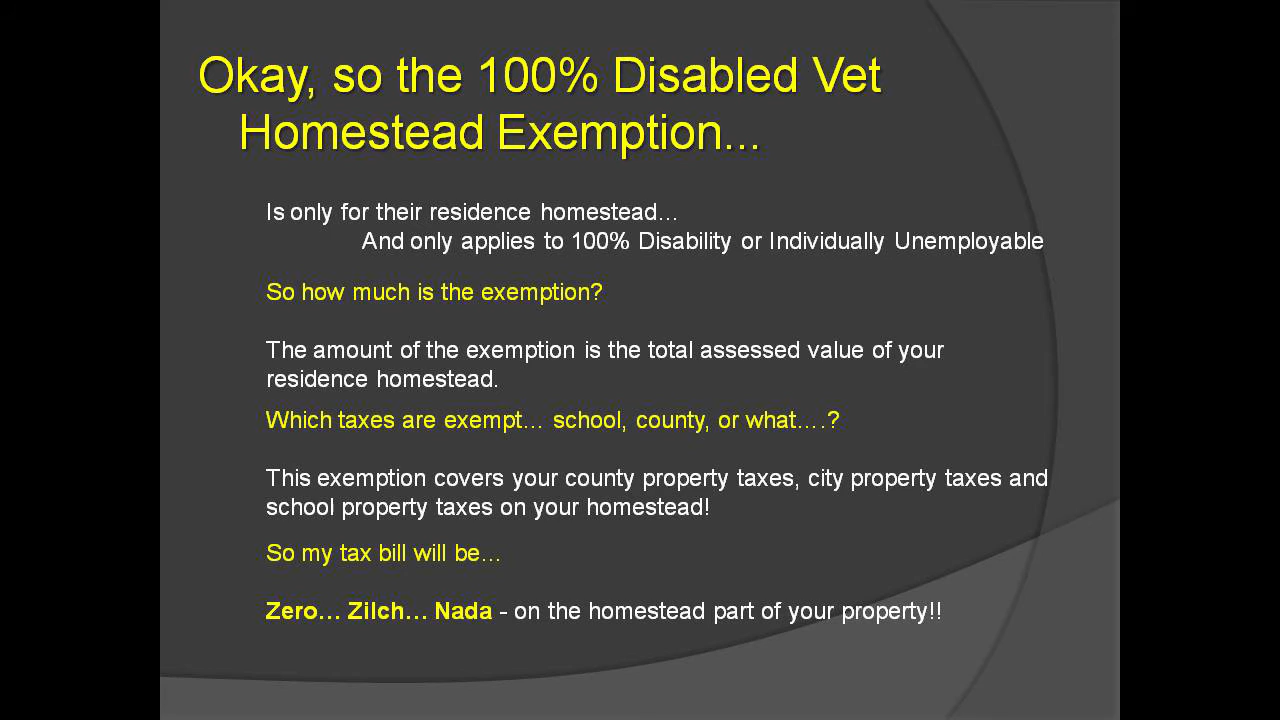 Okay, so the 100% Disabled Vet
Homestead Exemption...
Is only for their residence homestead...
And only applies to 100% Disability or Individually Unemployable
So how much is the exemption?
The amount of the exemption is the total assessed value of your
residence homestead.
Which taxes are exempt... school, county, or what....?
This exemption covers your county property taxes, city property taxes and
school property taxes on your homestead!
So my tax bill will be...
Zero... Zilch... Nada - on the homestead part of your property!!